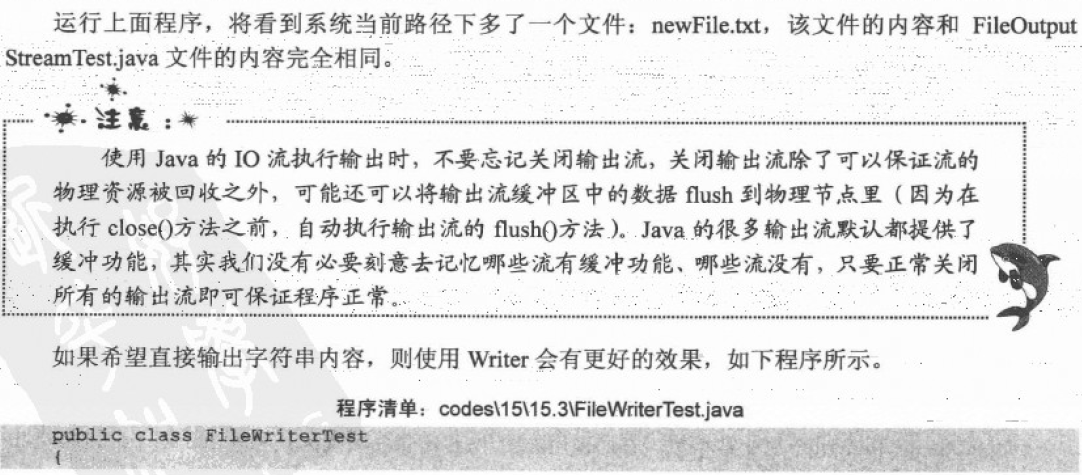 运行上面程序，将看到系统当前路径下多了一个文件：newFile.txt，该文件的内容和 FileOutput
StreamTest.java 文件的内容完全相同。
注意：
使用 Java 的 IO 流执行输出时，不要忘记关闭输出流，关闭输出流除了可以保证流的
物理资源被回收之外，可能还可以将输出流缓冲区中的数据 flush 到物理节点里（因为在
执行 close()方法之前，自动执行输出流的 flush()方法）。Java 的很多输出流默认都提供了
缓冲功能，其实我们没有必要刻意去记忆哪些流有缓冲功能、哪些流没有，只要正常关闭
所有的输出流即可保证程序正常。
如果希望直接输出字符串内容，则使用 Writer 会有更好的效果，如下程序所示。
程序清单：codes\15\15.3\FileWriterTest.java
public class FileWriterTest
{